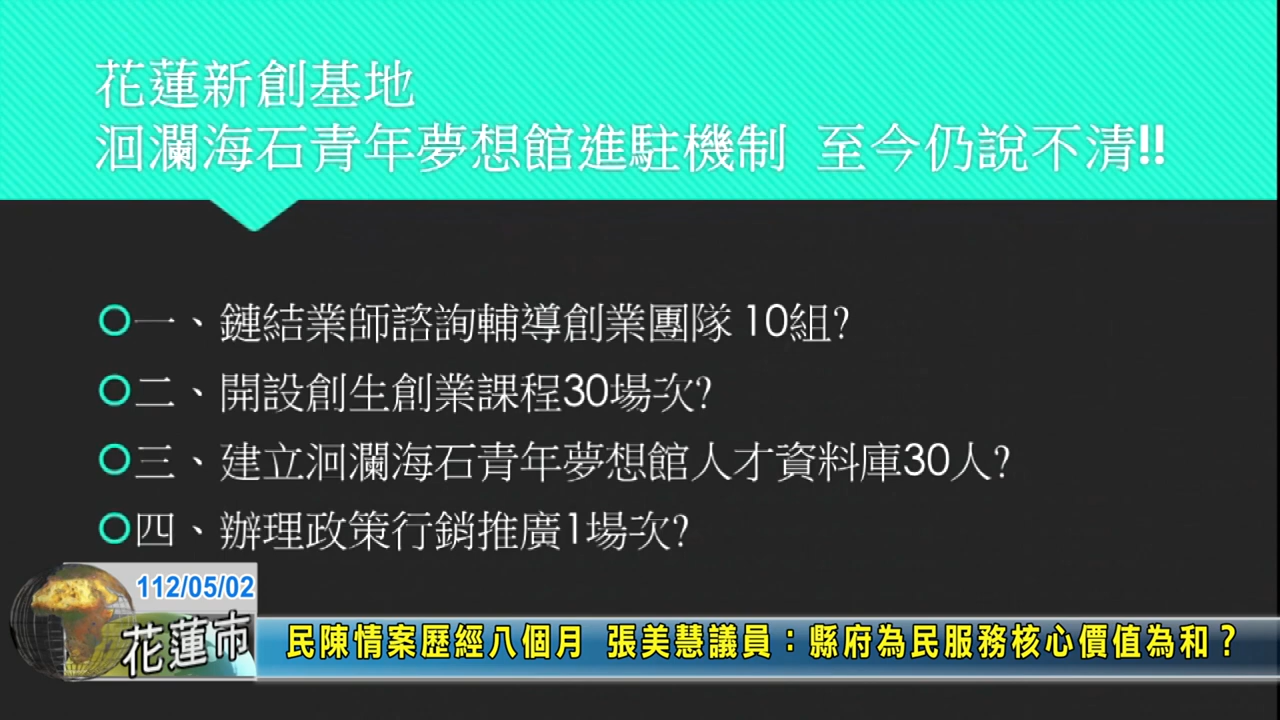 花蓮新創基地
洄瀾海石青年夢想館進駐機制 至今仍說不清!!
一、鏈結業師諮詢輔導創業團隊 10組?
二、開設創生創業課程30場次?
三、建立洄瀾海石青年夢想館人才資料庫30人?
四、辦理政策行銷推廣1場次?
112/05/02
花蓮市
民陳情案歷經八個月 張美慧議員：縣府為民服務核心價值為和？